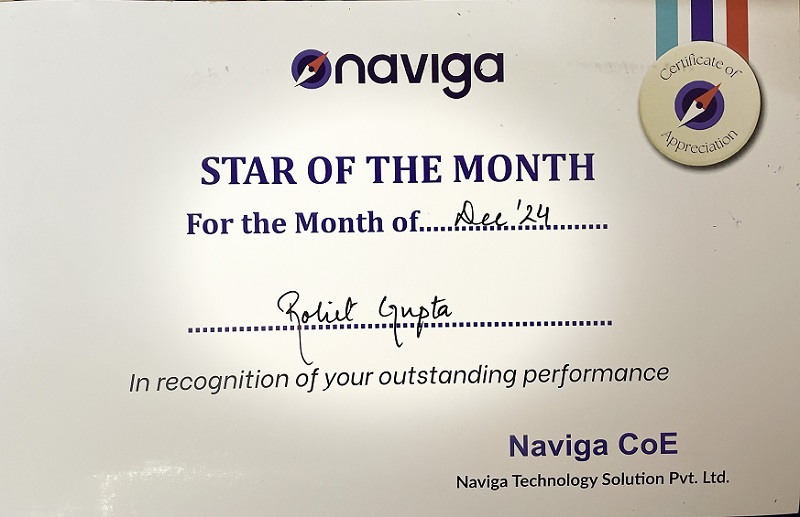 naviga
Certificate of
Appreciation
STAR OF THE MONTH
For the Month of......Dec '24......
Rohit Gupta
In recognition of your outstanding performance
Naviga CoE
Naviga Technology Solution Pvt. Ltd.